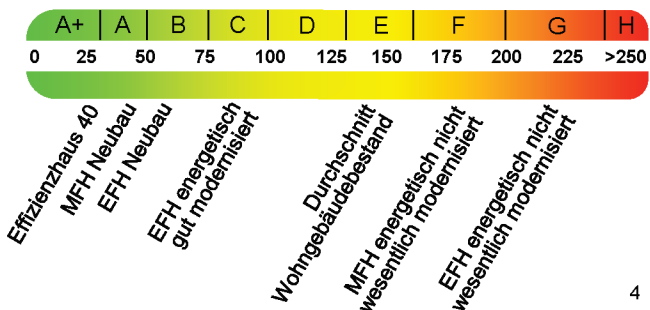 A+ A B C D E F G H
0 25 50 75 100 125 150 175 200 225 >250
Effizienzhaus 40
MFH Neubau
EFH Neubau
EFH energetisch
gut modernisiert
Durchschnitt
Wohngebäudebestand
MFH energetisch nicht
wesentlich modernisiert
EFH energetisch nicht
wesentlich modernisiert
4